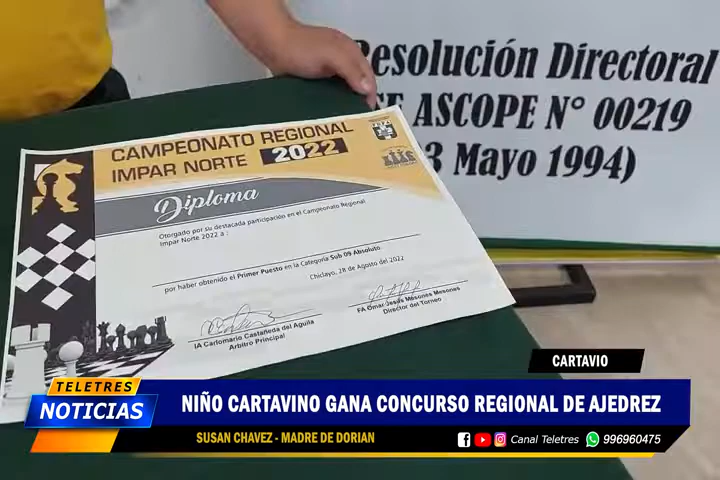 Resolución Directoral
ASCOPE N° 00219
3 Mayo 1994)
CAMPEONATO REGIONAL
IMPAR NORTE 2022
Diploma
Otorgado por su destacada participación en el Campeonato Regional
Impar Norte 2022 a :
por haber obtenido el Primer Puesto en la Categoría Sub 09 Absoluto
Chiclayo, 28 de Agosto del 2022
IA Carlomario Castañeda del Aguila
Arbitro Principal
FA Omar Jesús Mesones Mesones
Director del Torneo
CARTAVIO
TELETRES
NOTICIAS
NIÑO CARTAVINO GANA CONCURSO REGIONAL DE AJEDREZ
SUSAN CHAVEZ - MADRE DE DORIAN
Canal Teletres 996960475